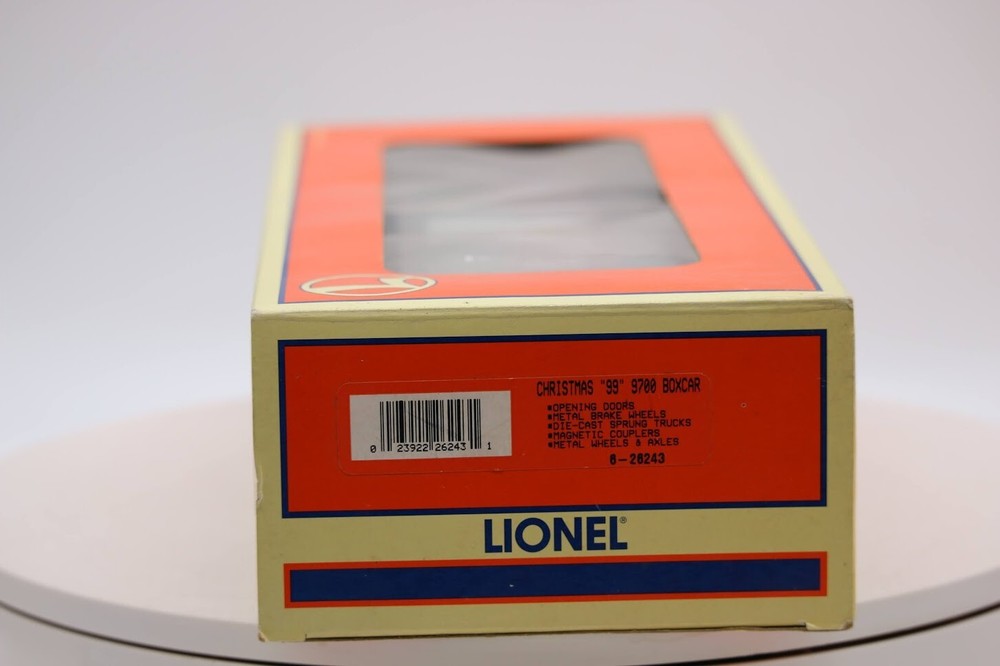 CHRISTMAS "99" 9700 BOXCAR
▪OPENING DOORS
▪METAL BRAKE WHEELS
▪DIE-CAST SPRUNG TRUCKS
▪MAGNETIC COUPLERS
▪METAL WHEELS & AXLES
6-26243
0 23922 26243 1
LIONEL®